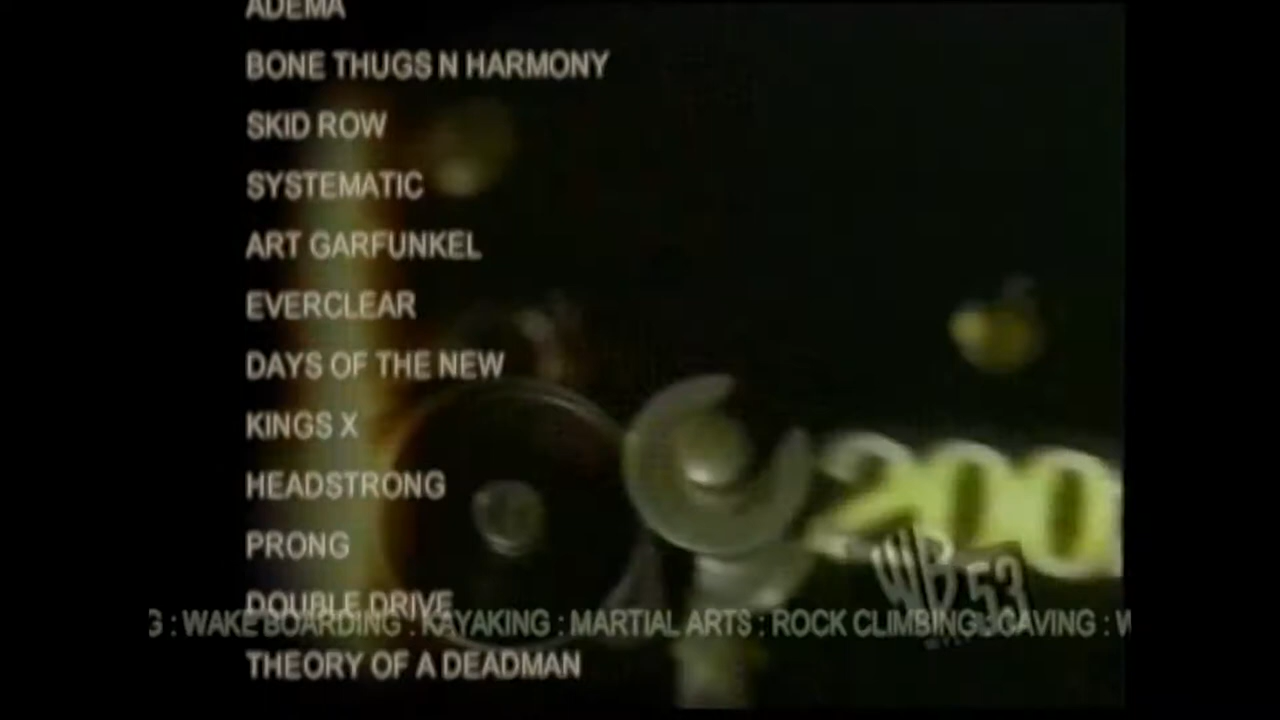 ADEMA
BONE THUGS N HARMONY
SKID ROW
SYSTEMATIC
ART GARFUNKEL
EVERCLEAR
DAYS OF THE NEW
KINGS X
HEADSTRONG
200
PRONG
WB 53
DOUBLE DRIVE
G : WAKE BOARDING : KAYAKING : MARTIAL ARTS : ROCK CLIMBING : CAVING : W
THEORY OF A DEADMAN